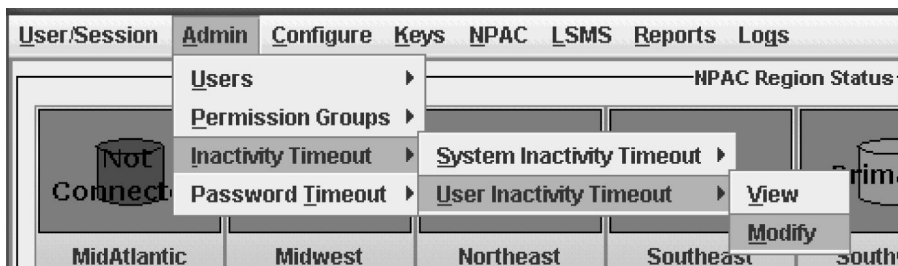 User/Session Admin Configure Keys NPAC LSMS Reports Logs
NPAC Region Status
Users
Permission Groups
Inactivity Timeout
Password Timeout
System Inactivity Timeout
User Inactivity Timeout
View
Modify
Not
MidAtlantic Midwest Northeast